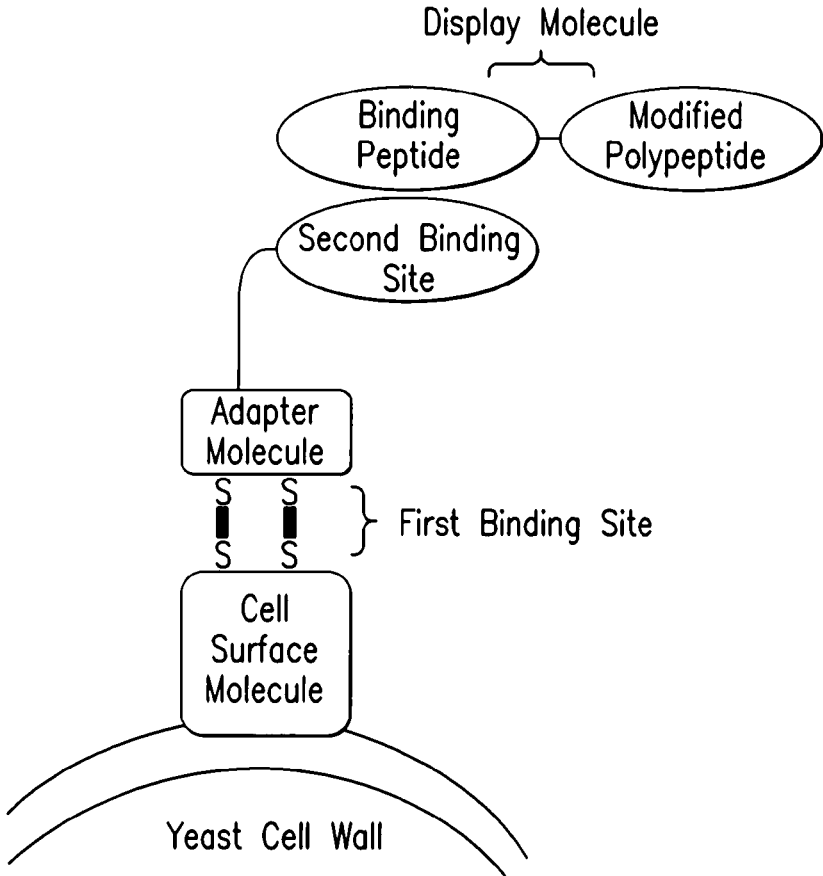 Display Molecule
Binding
Peptide
Modified
Polypeptide
Second Binding
Site
Adapter
Molecule
S S
S S
First Binding Site
Cell
Surface
Molecule
Yeast Cell Wall